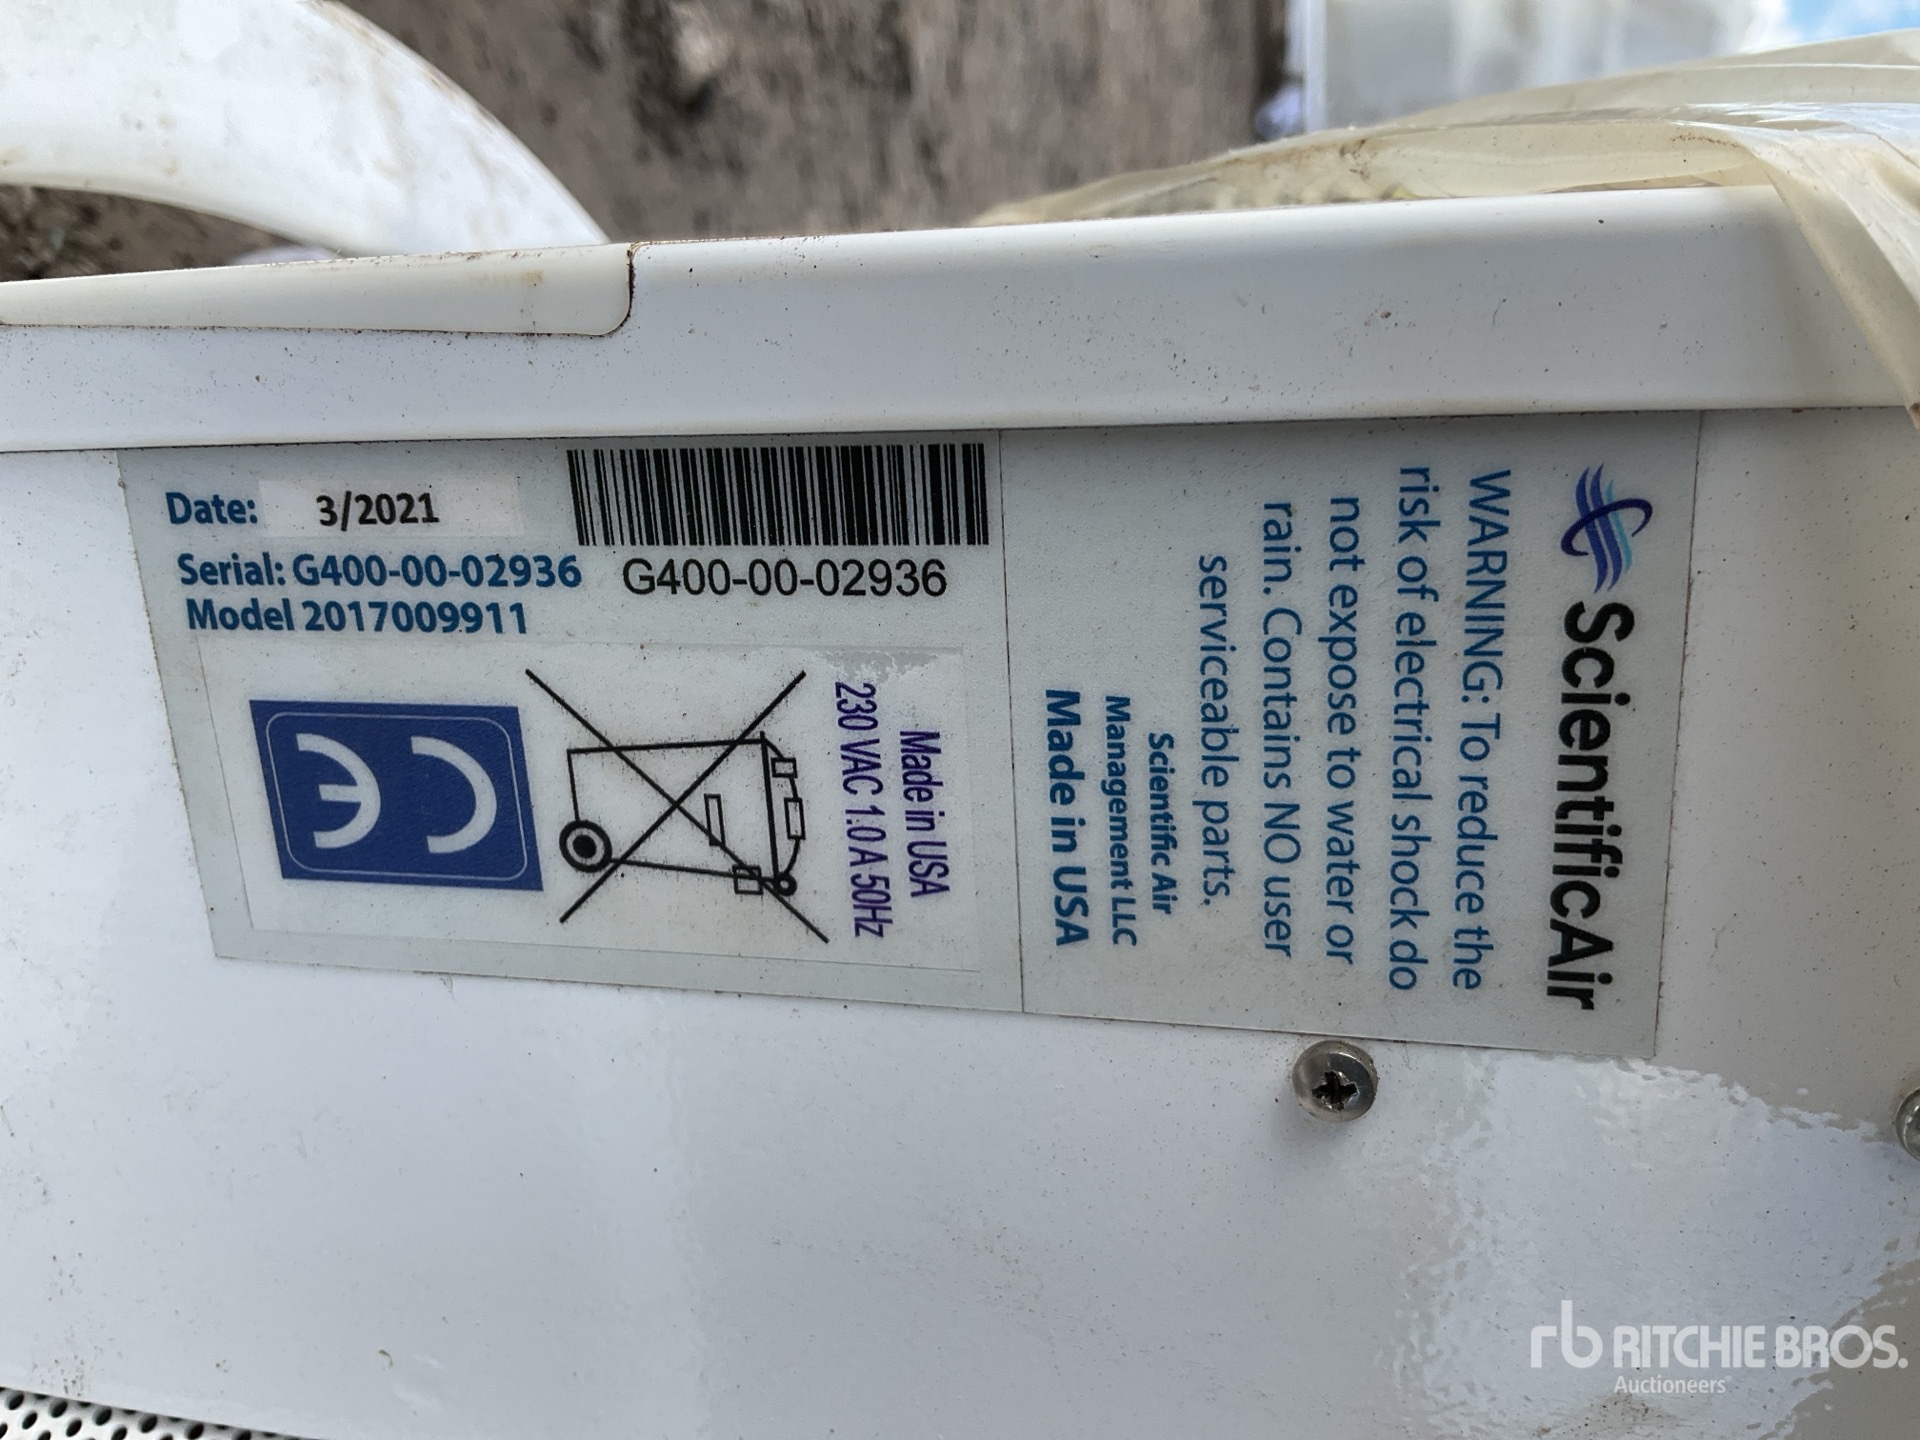 Date: 3/2021
Serial: G400-00-02936
Model 2017009911
G400-00-02936
CE
Made in USA
230 VAC 1.0 A 50Hz
ScientificAir
WARNING: To reduce the
risk of electrical shock do
not expose to water or
rain. Contains NO user
serviceable parts.
Scientific Air
Management LLC
Made in USA
rb RITCHIE BROS.
Auctioneers